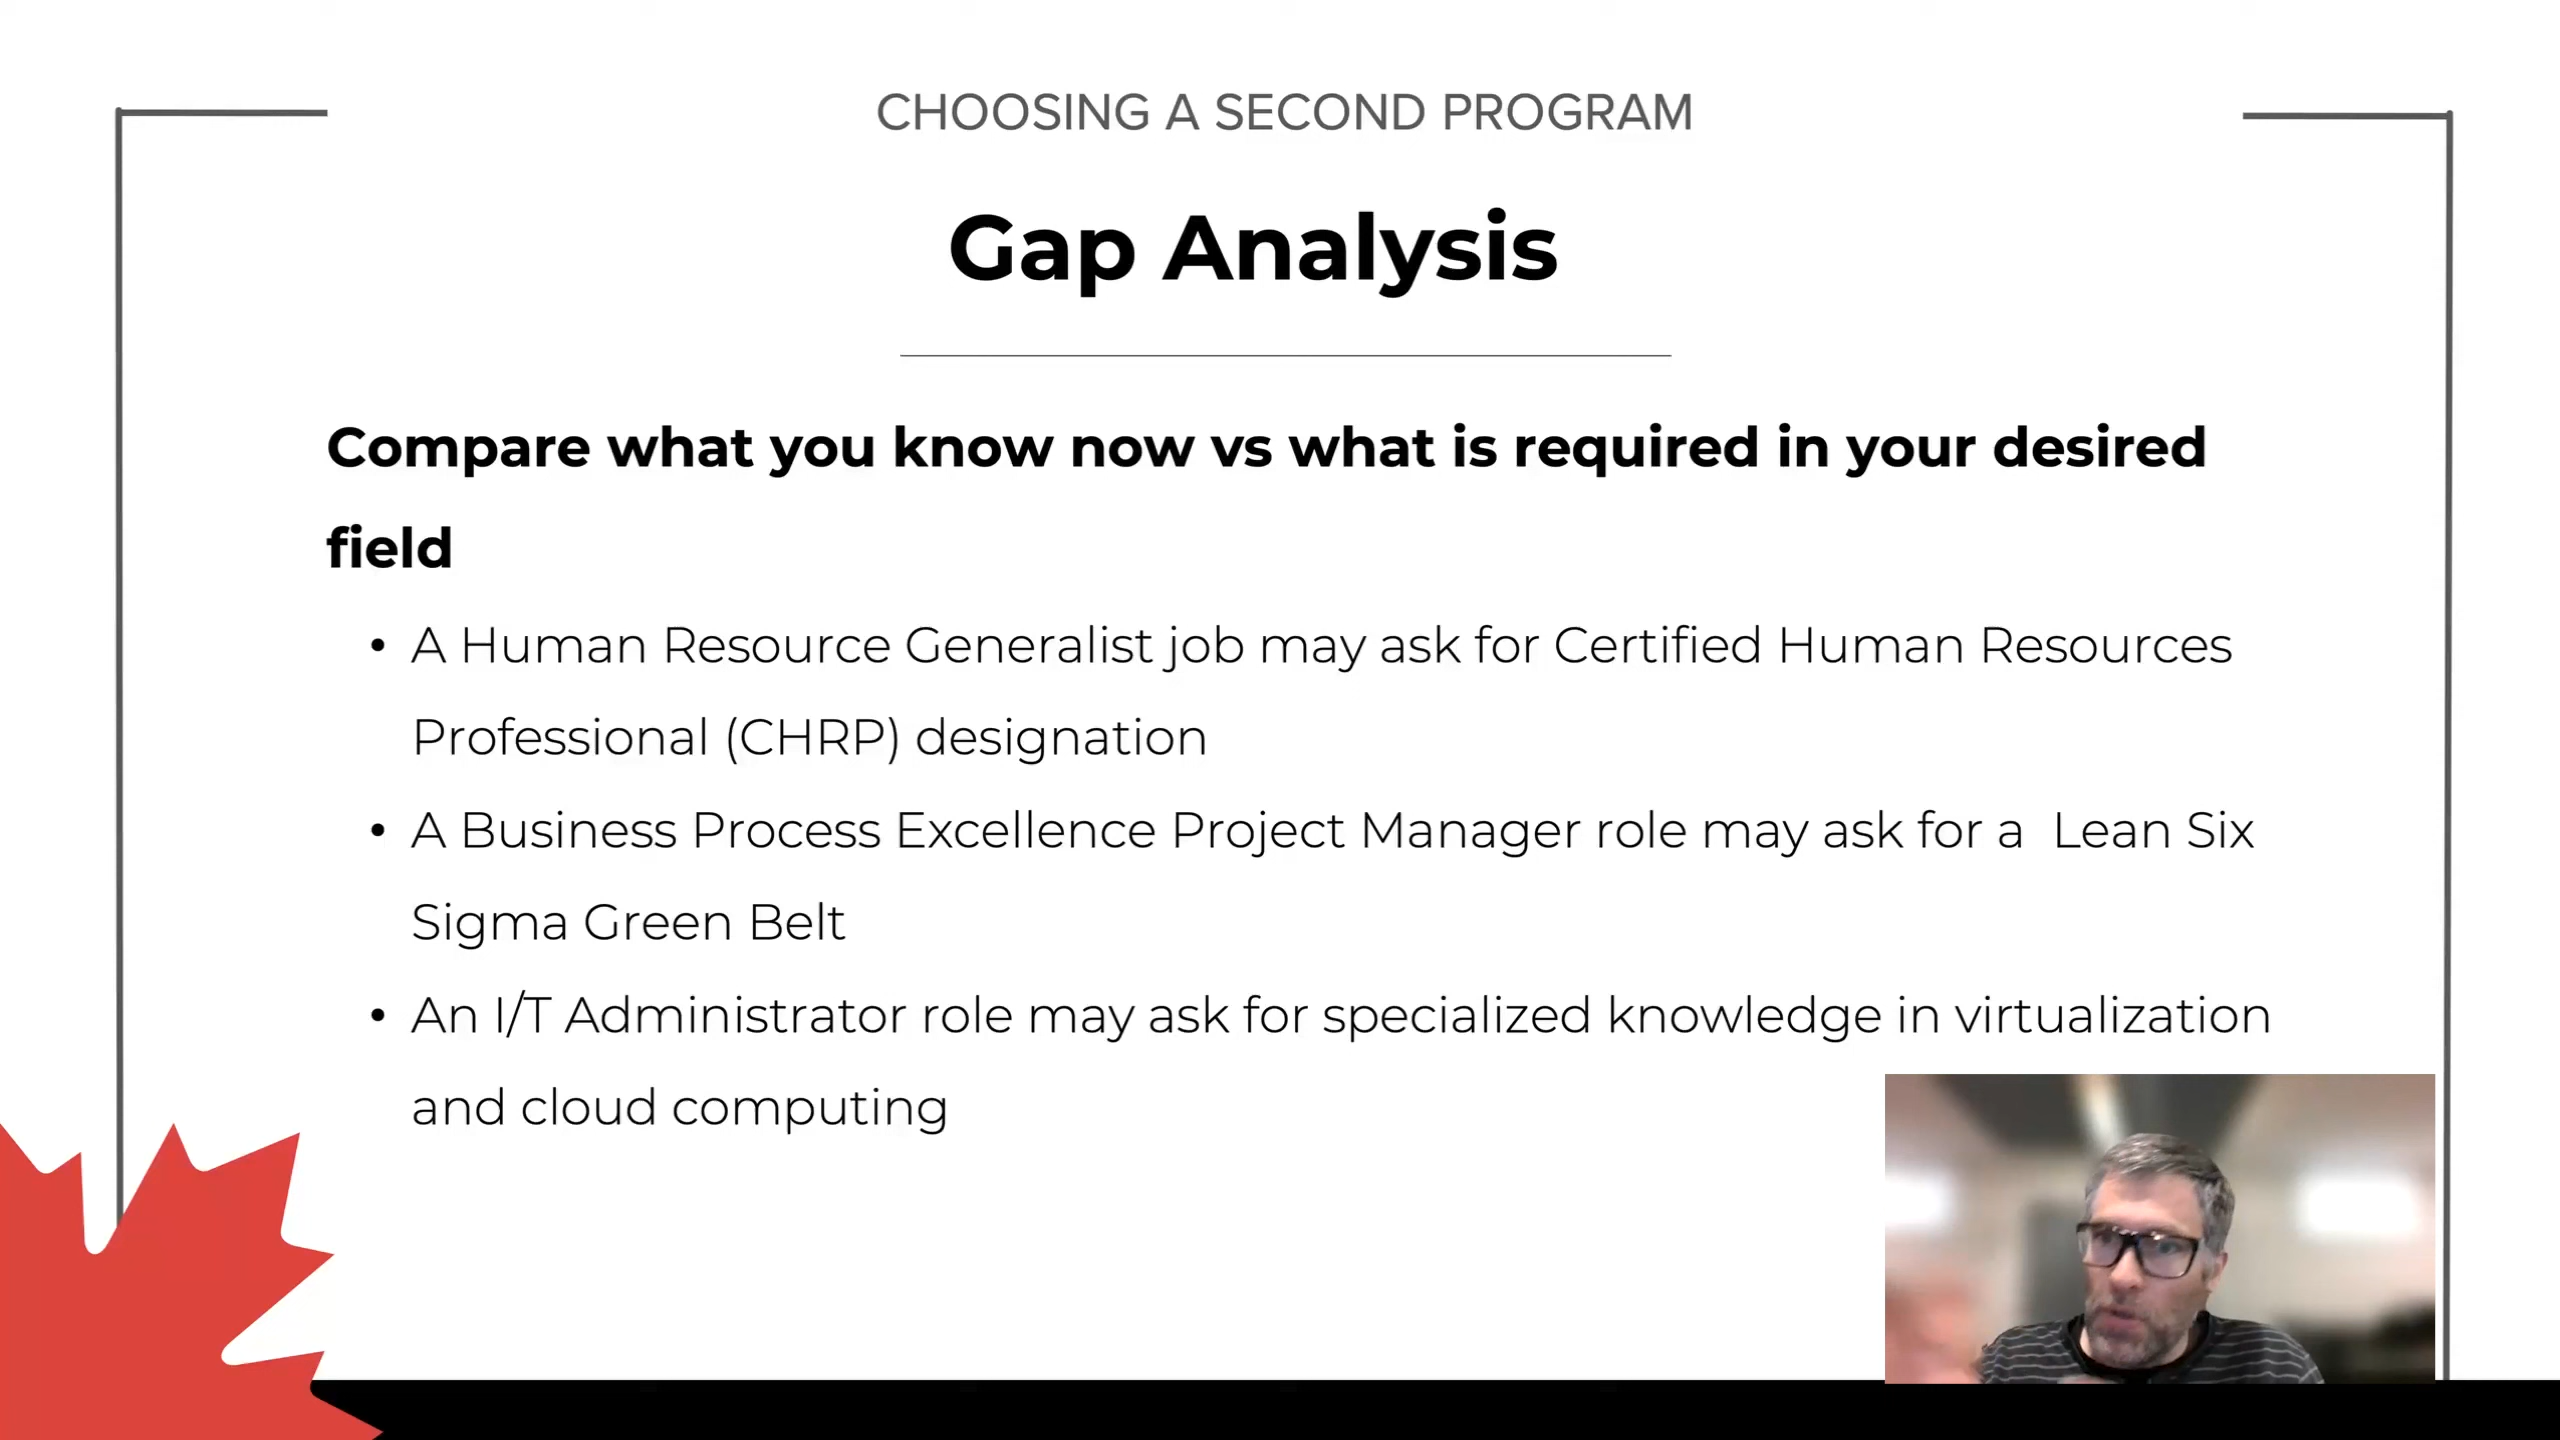 CHOOSING A SECOND PROGRAM
Gap Analysis
Compare what you know now vs what is required in your desired
field
• A Human Resource Generalist job may ask for Certified Human Resources
Professional (CHRP) designation
• A Business Process Excellence Project Manager role may ask for a  Lean Six
Sigma Green Belt
• An I/T Administrator role may ask for specialized knowledge in virtualization
and cloud computing